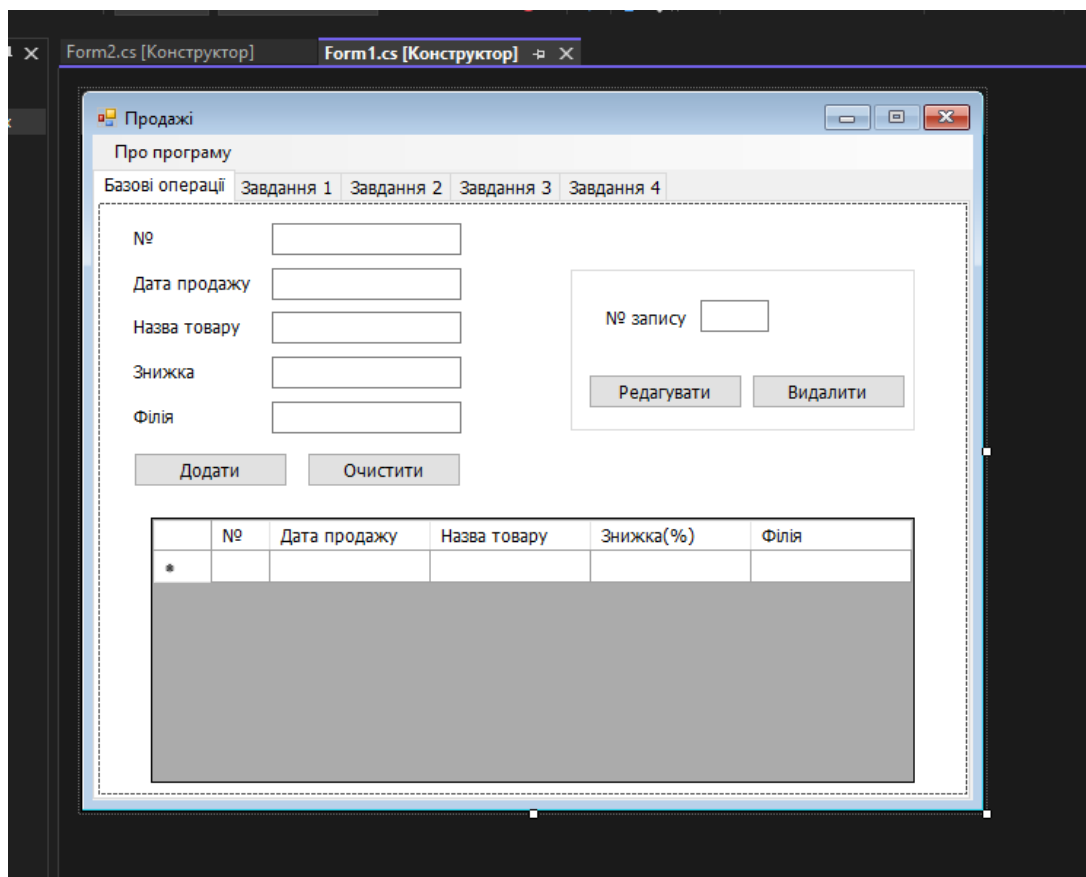 Form2.cs [Конструктор] Form1.cs [Конструктор]
Продажі
Про програму
Базові операції Завдання 1 Завдання 2 Завдання 3 Завдання 4
№
Дата продажу
Назва товару
Знижка
Філія
№ запису
Редагувати Видалити
Додати Очистити
№ Дата продажу Назва товару Знижка(%) Філія